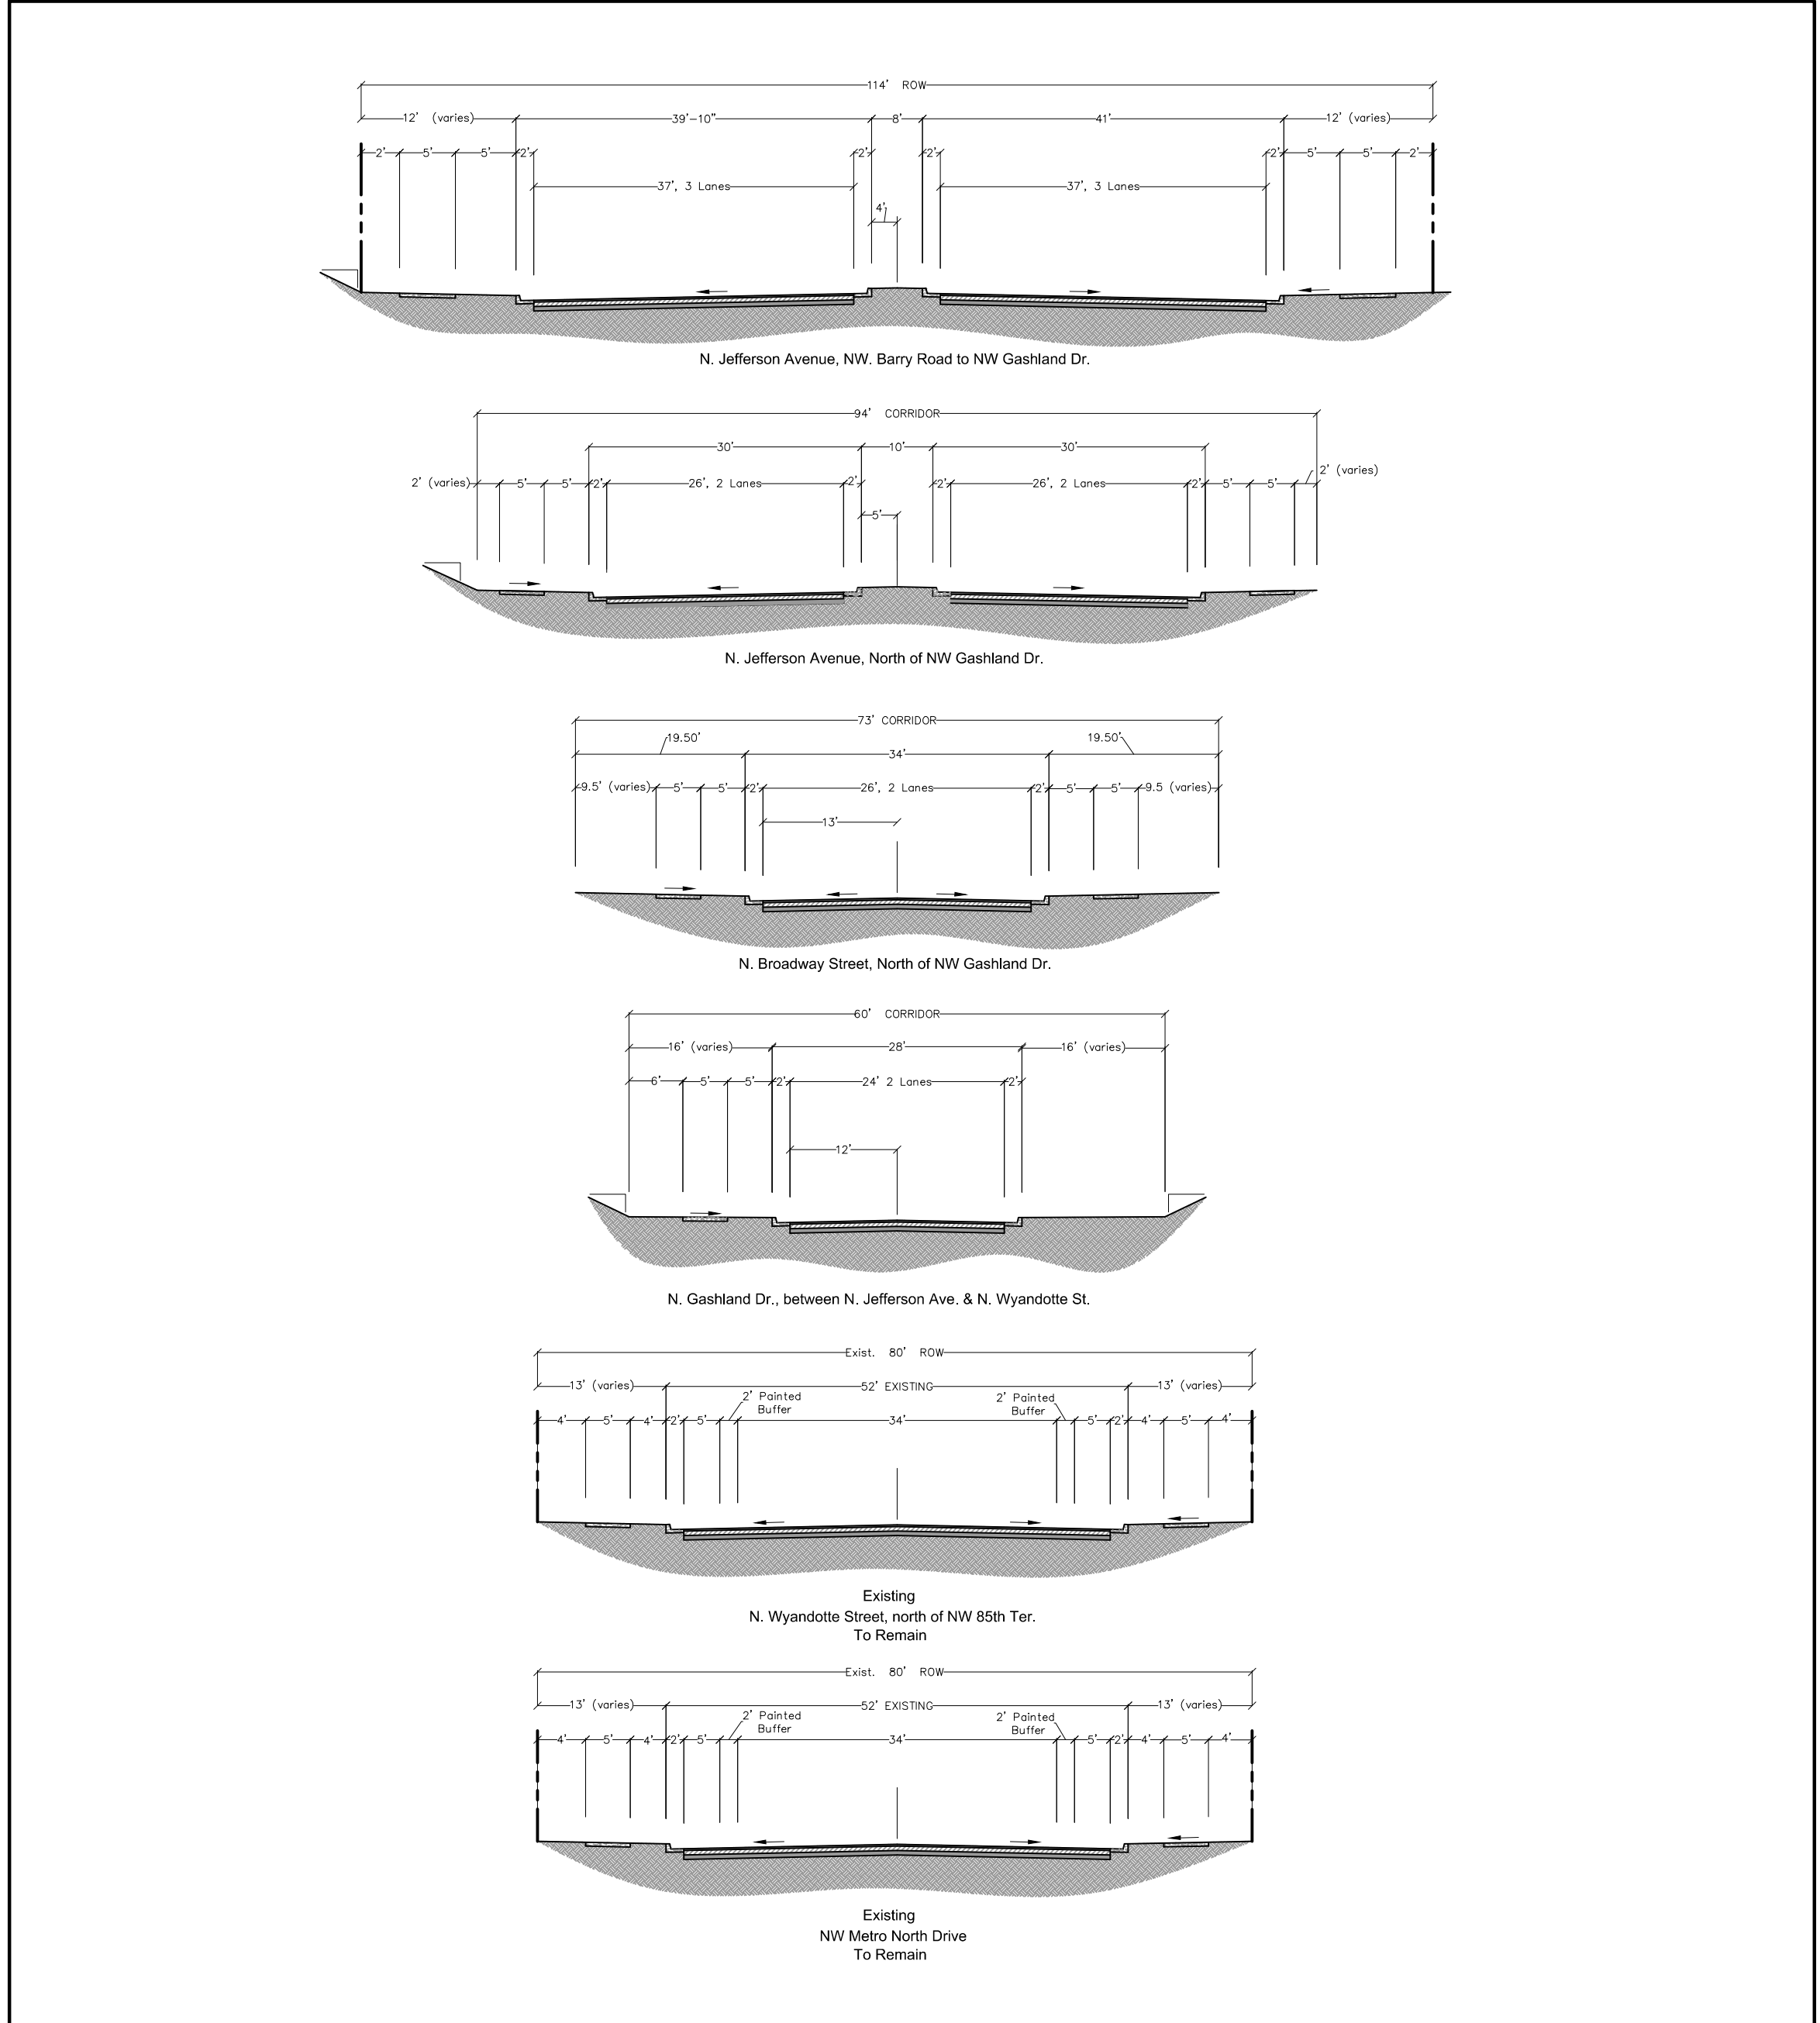 114' ROW
12' (varies) 39'-10" 8' 41' 12' (varies)
2' 5' 5' 2' 2' 2' 2' 5' 5' 2'
37', 3 Lanes 37', 3 Lanes
4'
N. Jefferson Avenue, NW. Barry Road to NW Gashland Dr.
94' CORRIDOR
30' 10' 30'
2' (varies) 5' 5' 2' 26', 2 Lanes 2' 2' 26', 2 Lanes 2' 5' 5' 2' (varies)
5'
N. Jefferson Avenue, North of NW Gashland Dr.
73' CORRIDOR
19.50' 34' 19.50'
9.5' (varies) 5' 5' 2' 26', 2 Lanes 2' 5' 5' 9.5 (varies)
13'
N. Broadway Street, North of NW Gashland Dr.
60' CORRIDOR
16' (varies) 28' 16' (varies)
6' 5' 5' 2' 24' 2 Lanes 2'
12'
N. Gashland Dr., between N. Jefferson Ave. & N. Wyandotte St.
Exist. 80' ROW
13' (varies) 52' EXISTING 13' (varies)
2' Painted Buffer 2' Painted Buffer
4' 5' 4' 2' 5' 34' 5' 2' 4' 5' 4'
Existing
N. Wyandotte Street, north of NW 85th Ter.
To Remain
Exist. 80' ROW
13' (varies) 52' EXISTING 13' (varies)
2' Painted Buffer 2' Painted Buffer
4' 5' 4' 2' 5' 34' 5' 2' 4' 5' 4'
Existing
NW Metro North Drive
To Remain